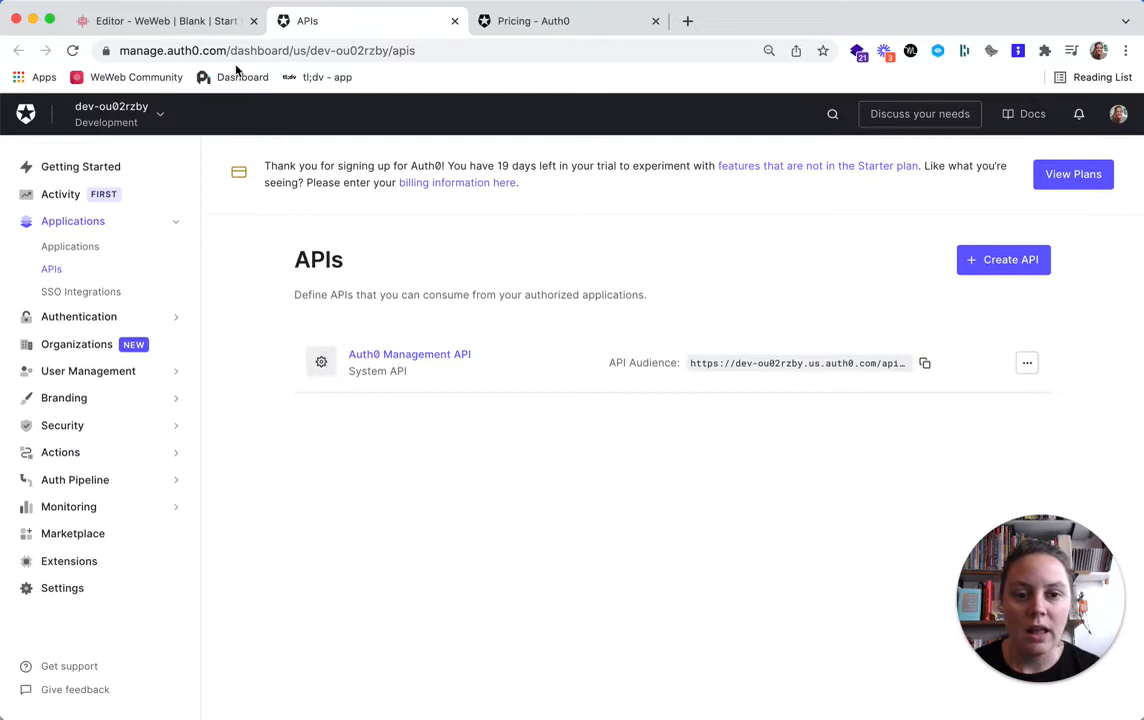 Editor - WeWeb | Blank | Start
APIs
Pricing - Auth0
manage.auth0.com/dashboard/us/dev-ou02rzby/apis
21
3
Apps
WeWeb Community
Dashboard
tl;dv
tl;dv - app
Reading List
dev-ou02rzby
Development
Discuss your needs
Docs
Getting Started
Activity FIRST
Applications
Applications
APIs
SSO Integrations
Authentication
Organizations NEW
User Management
Branding
Security
Actions
Auth Pipeline
Monitoring
Marketplace
Extensions
Settings
Get support
Give feedback
Thank you for signing up for Auth0! You have 19 days left in your trial to experiment with features that are not in the Starter plan. Like what you're
seeing? Please enter your billing information here.
View Plans
APIs
+ Create API
Define APIs that you can consume from your authorized applications.
Auth0 Management API
System API
API Audience: https://dev-ou02rzby.us.auth0.com/api…